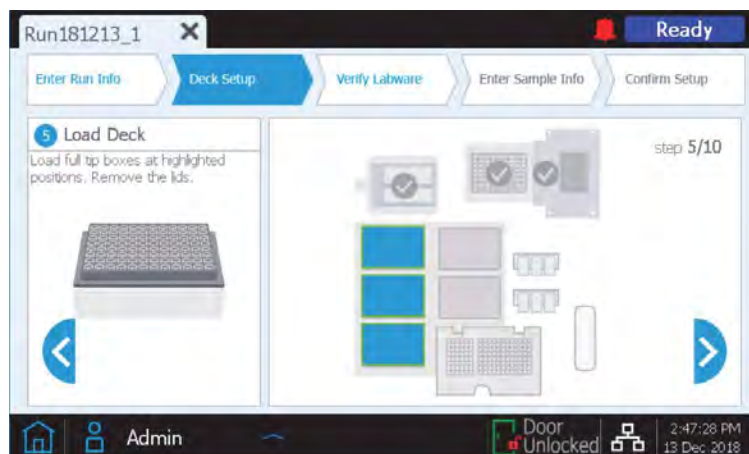 Run181213_1
Ready
Enter Run Info
Deck Setup
Verify Labware
Enter Sample Info
Confirm Setup
5 Load Deck
Load full tip boxes at highlighted
positions. Remove the lids.
step 5/10
Admin
Door
Unlocked
2:47:28 PM
13 Dec 2018